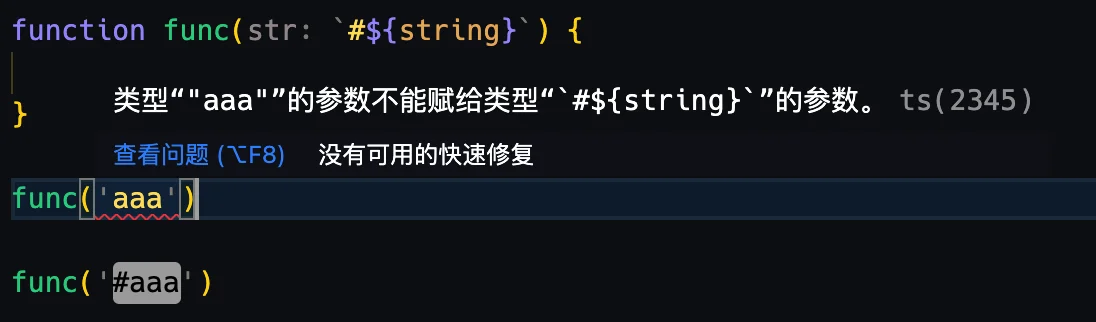 function func(str: `#${string}`) {
类型“"aaa"”的参数不能赋给类型“`#${string}`”的参数。 ts(2345)
}
查看问题 (⌥F8) 没有可用的快速修复
func('aaa')
func('#aaa')